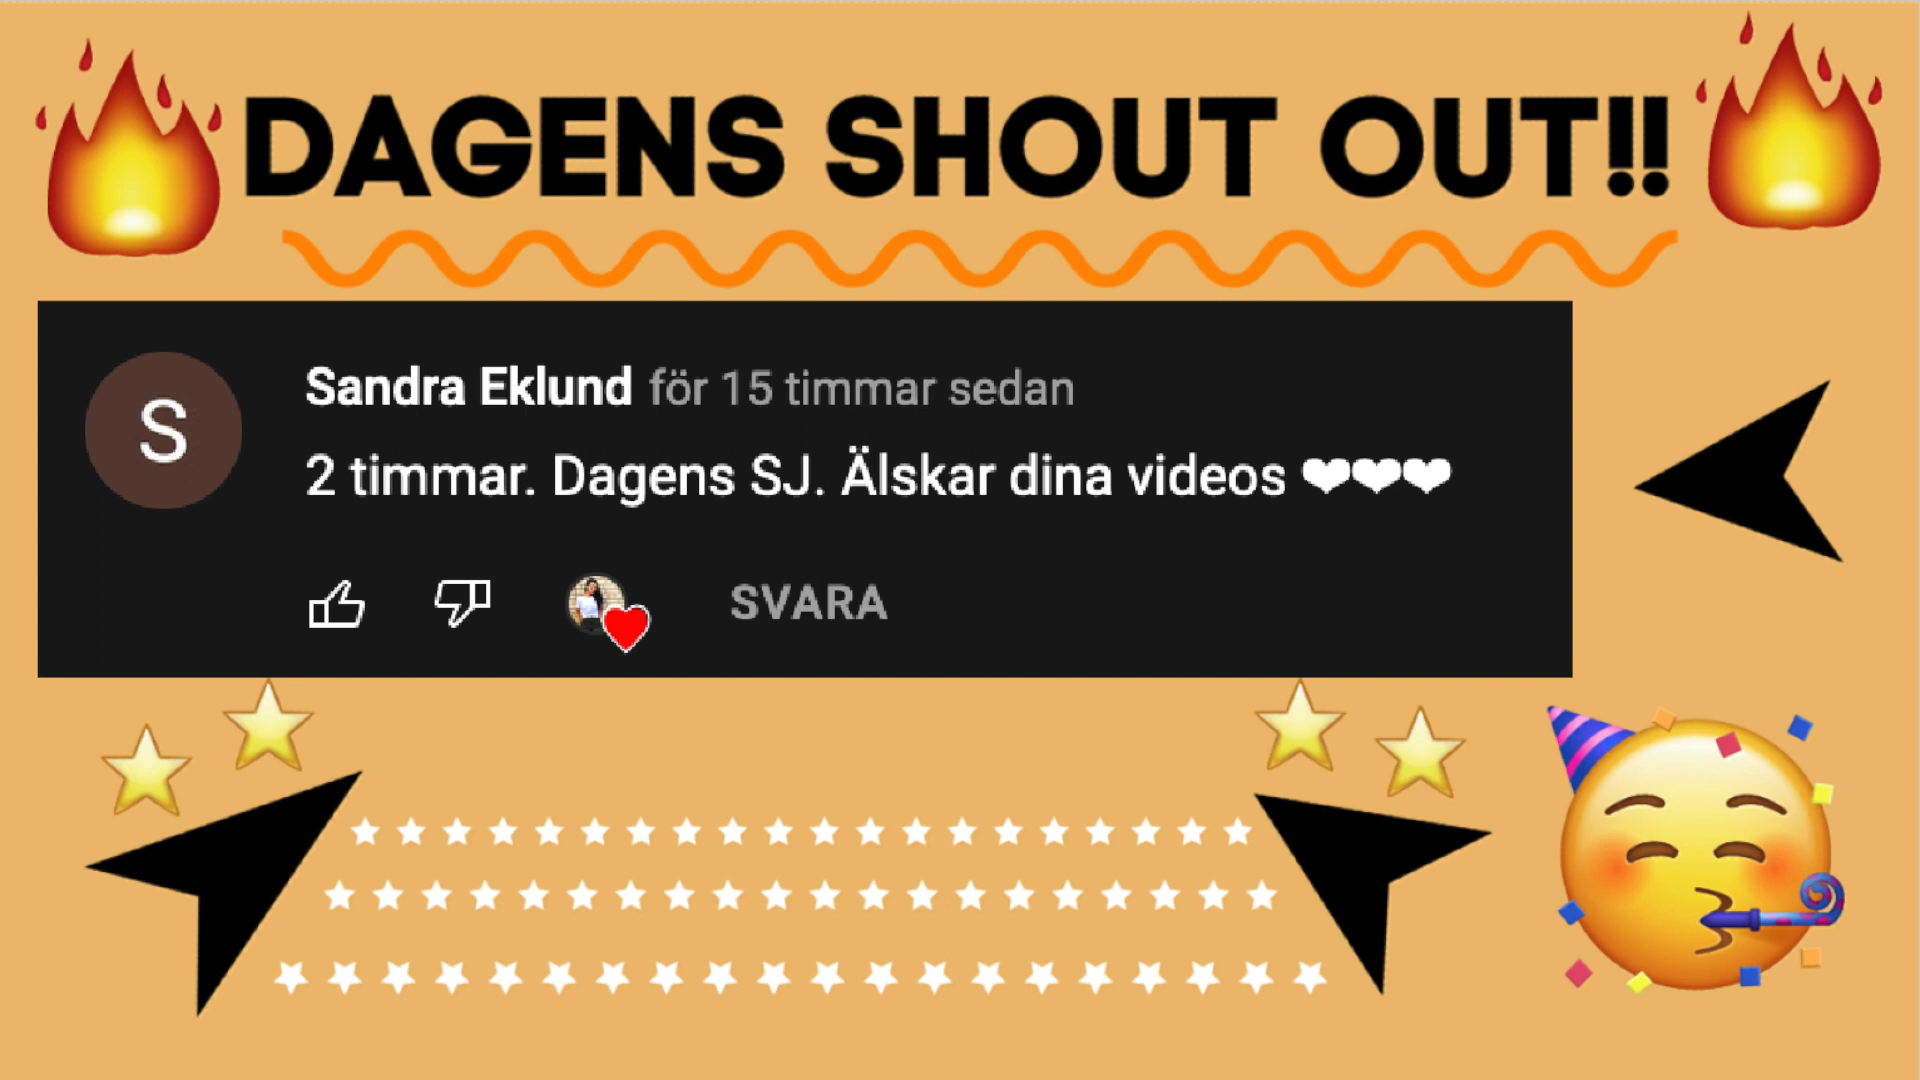 DAGENS SHOUT OUT!!
S
Sandra Eklund för 15 timmar sedan
2 timmar. Dagens SJ. Älskar dina videos ❤❤❤
SVARA